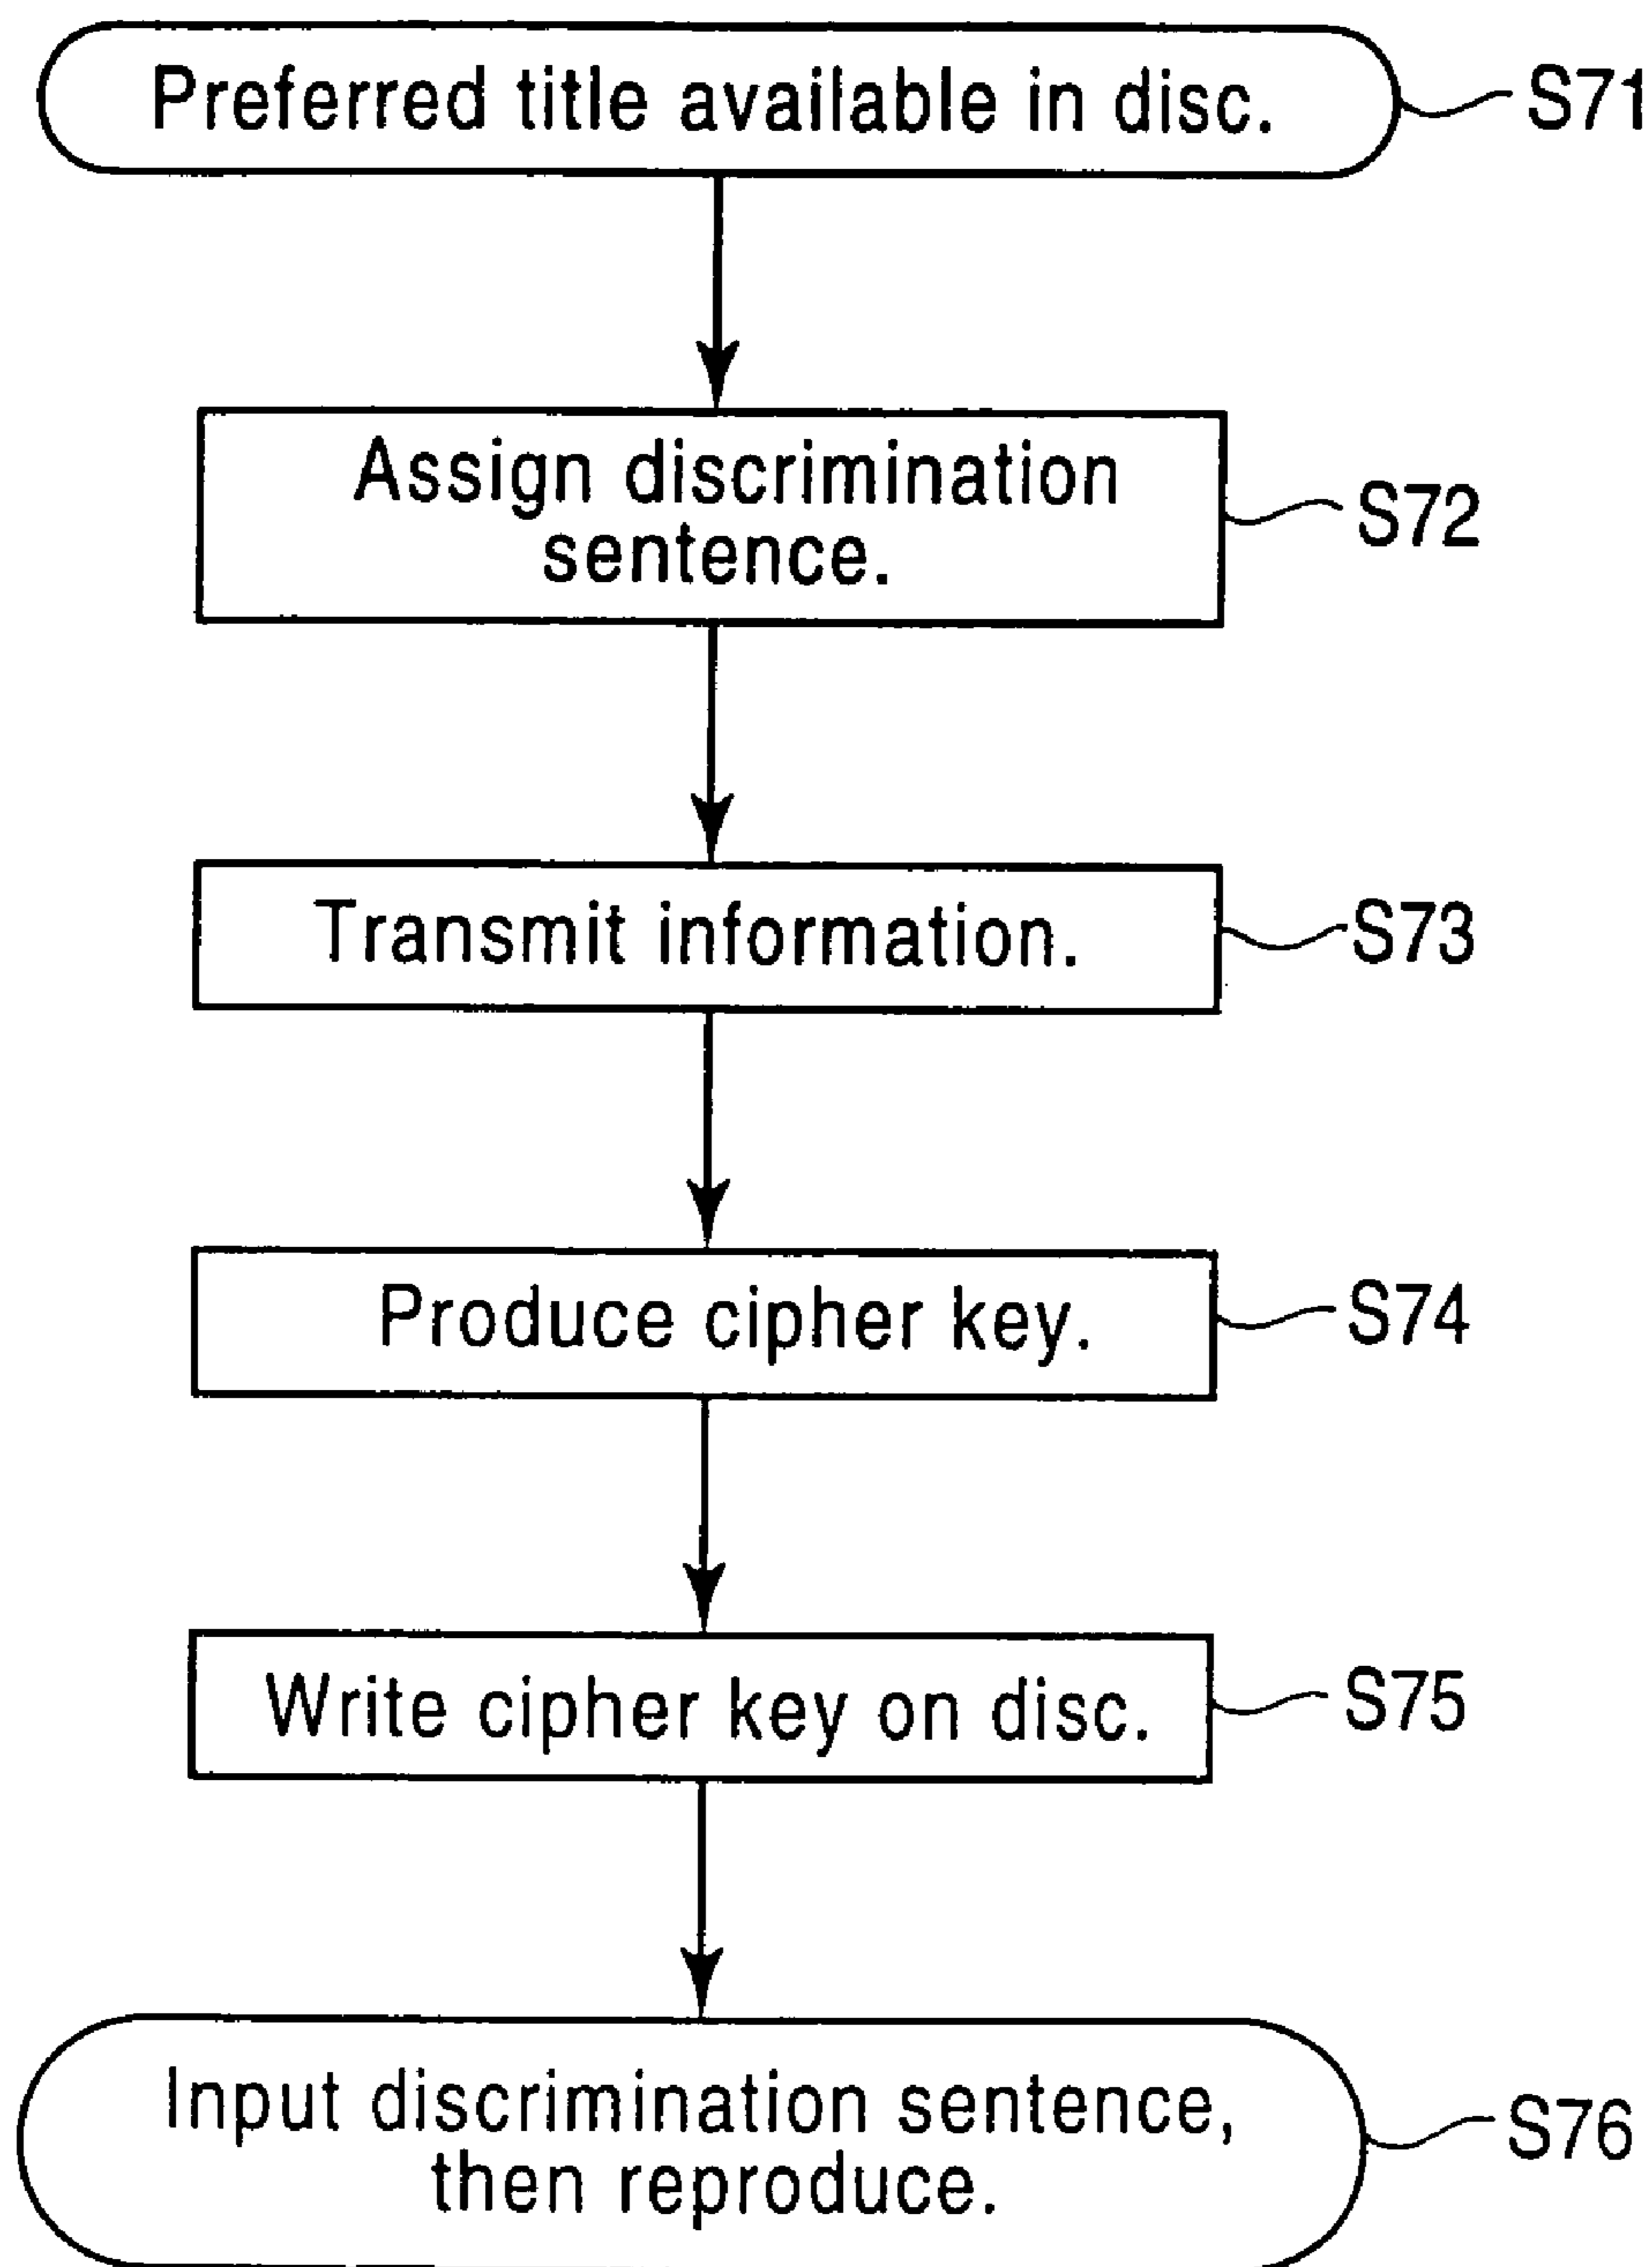 Preferred title available in disc.
S71
Assign discrimination
sentence.
S72
Transmit information.
S73
Produce cipher key.
S74
Write cipher key on disc.
S75
Input discrimination sentence,
then reproduce.
S76